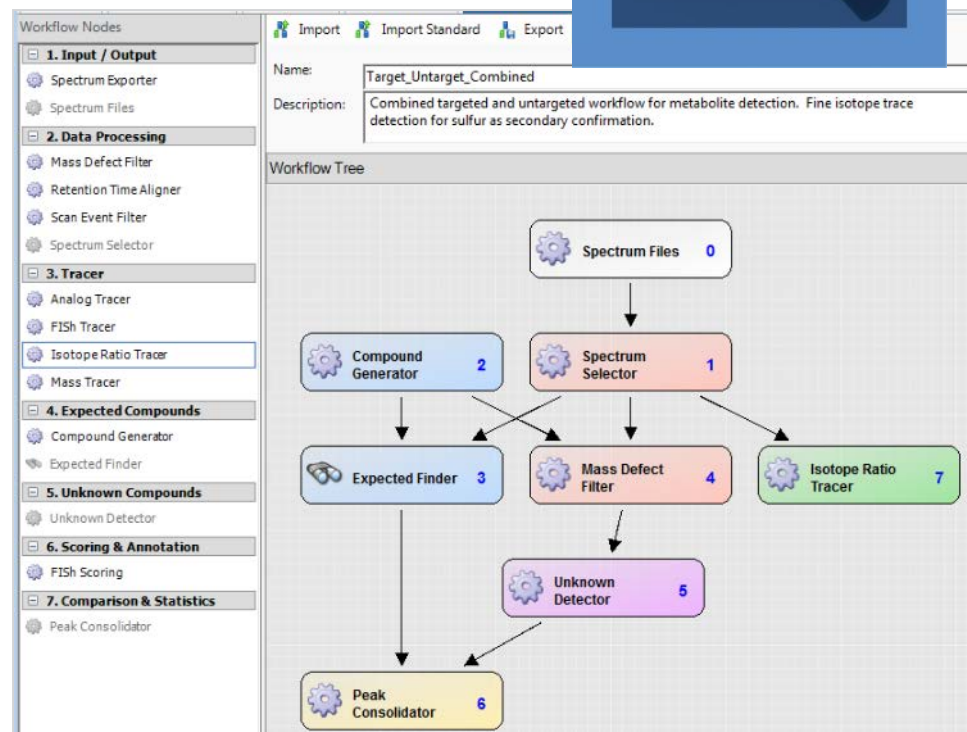 Workflow Nodes
1. Input / Output
Spectrum Exporter
Spectrum Files
2. Data Processing
Mass Defect Filter
Retention Time Aligner
Scan Event Filter
Spectrum Selector
3. Tracer
Analog Tracer
FISh Tracer
Isotope Ratio Tracer
Mass Tracer
4. Expected Compounds
Compound Generator
Expected Finder
5. Unknown Compounds
Unknown Detector
6. Scoring & Annotation
FISh Scoring
7. Comparison & Statistics
Peak Consolidator
Import Import Standard Export
Name: Target_Untarget_Combined
Description: Combined targeted and untargeted workflow for metabolite detection. Fine isotope trace
detection for sulfur as secondary confirmation.
Workflow Tree
Spectrum Files 0
Compound
Generator 2
Spectrum
Selector 1
Expected Finder 3
Mass Defect
Filter 4
Isotope Ratio
Tracer 7
Unknown
Detector 5
Peak
Consolidator 6